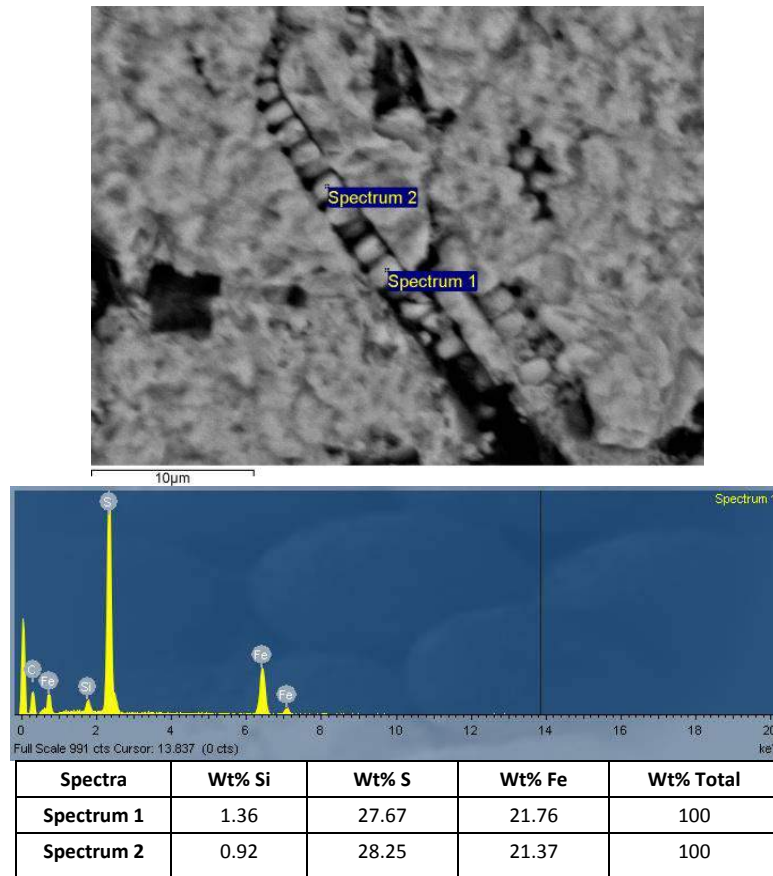 Spectrum 2
Spectrum 1
10µm
Spectrum 1
S
C
Fe
Si
Fe
Fe
0 2 4 6 8 10 12 14 16 18 20
Full Scale 991 cts Cursor: 13.837 (0 cts)
Spectra Wt% Si Wt% S Wt% Fe Wt% Total
Spectrum 1 1.36 27.67 21.76 100
Spectrum 2 0.92 28.25 21.37 100